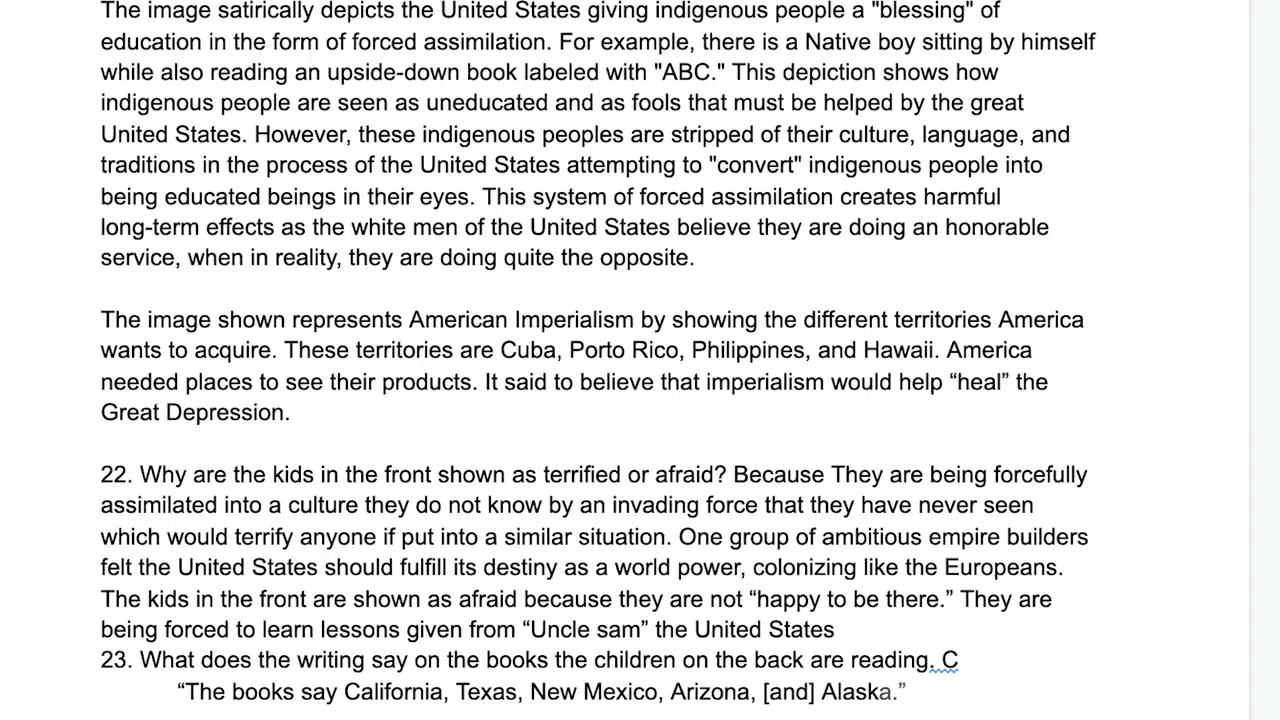 The image satirically depicts the United States giving indigenous people a "blessing" of
education in the form of forced assimilation. For example, there is a Native boy sitting by himself
while also reading an upside-down book labeled with "ABC." This depiction shows how
indigenous people are seen as uneducated and as fools that must be helped by the great
United States. However, these indigenous peoples are stripped of their culture, language, and
traditions in the process of the United States attempting to "convert" indigenous people into
being educated beings in their eyes. This system of forced assimilation creates harmful
long-term effects as the white men of the United States believe they are doing an honorable
service, when in reality, they are doing quite the opposite.
The image shown represents American Imperialism by showing the different territories America
wants to acquire. These territories are Cuba, Porto Rico, Philippines, and Hawaii. America
needed places to see their products. It said to believe that imperialism would help “heal” the
Great Depression.
22. Why are the kids in the front shown as terrified or afraid? Because They are being forcefully
assimilated into a culture they do not know by an invading force that they have never seen
which would terrify anyone if put into a similar situation. One group of ambitious empire builders
felt the United States should fulfill its destiny as a world power, colonizing like the Europeans.
The kids in the front are shown as afraid because they are not “happy to be there.” They are
being forced to learn lessons given from “Uncle sam” the United States
23. What does the writing say on the books the children on the back are reading. C
“The books say California, Texas, New Mexico, Arizona, [and] Alaska.”